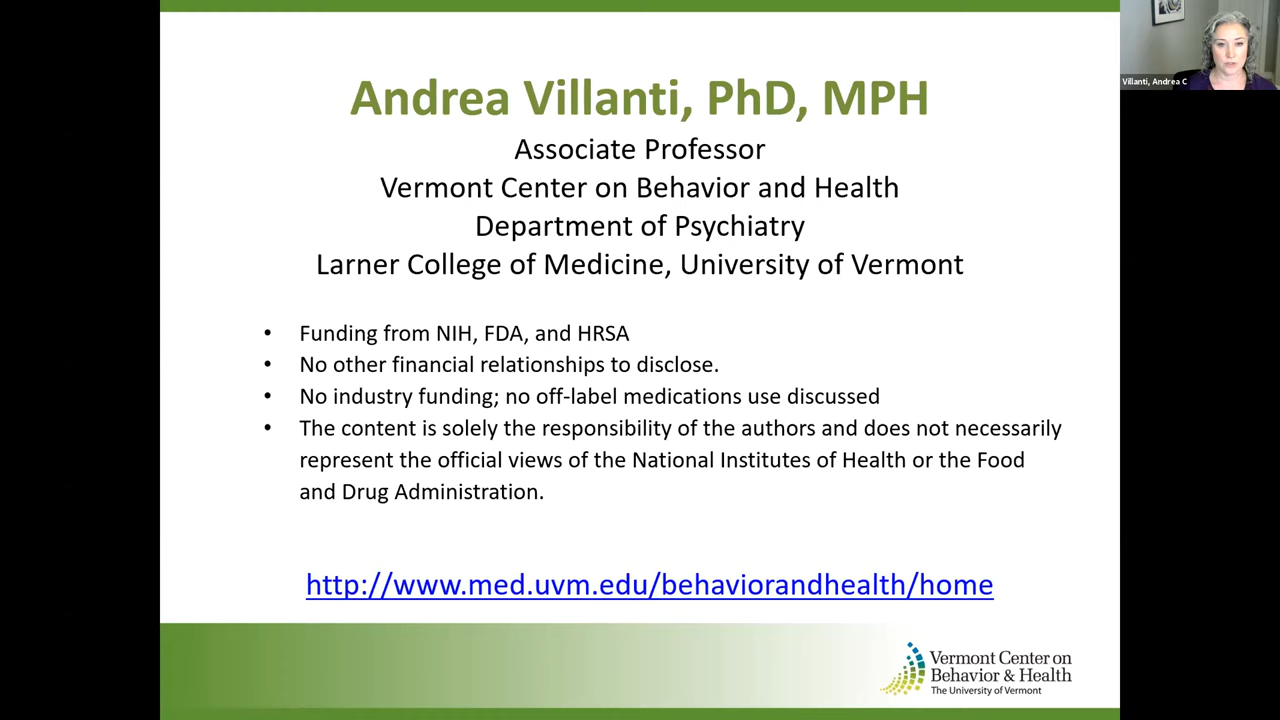 Andrea Villanti, PhD, MPH
Villanti, Andrea C
Associate Professor
Vermont Center on Behavior and Health
Department of Psychiatry
Larner College of Medicine, University of Vermont
• Funding from NIH, FDA, and HRSA
• No other financial relationships to disclose.
• No industry funding; no off-label medications use discussed
• The content is solely the responsibility of the authors and does not necessarily
represent the official views of the National Institutes of Health or the Food
and Drug Administration.
http://www.med.uvm.edu/behaviorandhealth/home
Vermont Center on
Behavior & Health
The University of Vermont